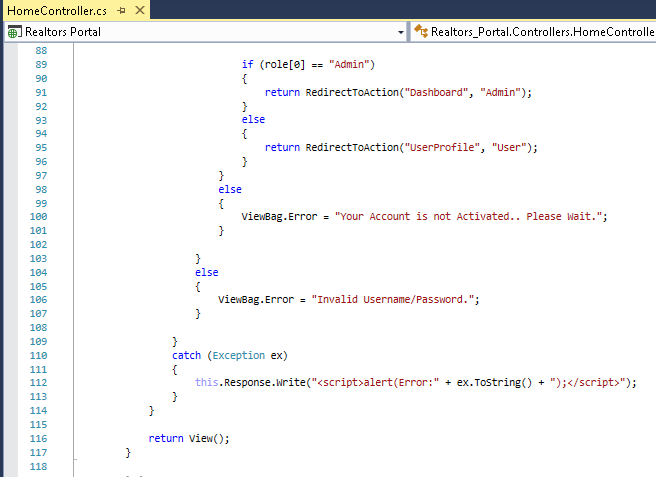 HomeController.cs
Realtors Portal Realtors_Portal.Controllers.HomeControlle
88
89 if (role[0] == "Admin")
90 {
91 return RedirectToAction("Dashboard", "Admin");
92 }
93 else
94 {
95 return RedirectToAction("UserProfile", "User");
96 }
97 }
98 else
99 {
100 ViewBag.Error = "Your Account is not Activated.. Please Wait.";
101 }
102
103 }
104 else
105 {
106 ViewBag.Error = "Invalid Username/Password.";
107 }
108
109 }
110 catch (Exception ex)
111 {
112 this.Response.Write("<script>alert(Error:" + ex.ToString() + ");</script>");
113 }
114 }
115
116 return View();
117 }
118